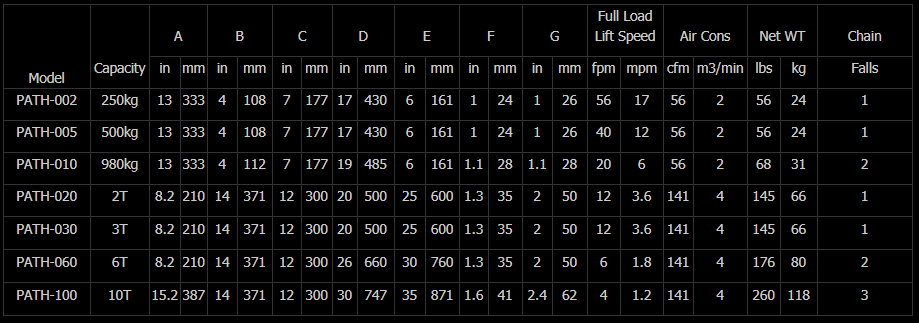 Full Load
A B C D E F G Lift Speed Air Cons Net WT Chain
Model Capacity in mm in mm in mm in mm in mm in mm in mm fpm mpm cfm m3/min lbs kg Falls
PATH-002 250kg 13 333 4 108 7 177 17 430 6 161 1 24 1 26 56 17 56 2 56 24 1
PATH-005 500kg 13 333 4 108 7 177 17 430 6 161 1 24 1 26 40 12 56 2 56 24 1
PATH-010 980kg 13 333 4 112 7 177 19 485 6 161 1.1 28 1.1 28 20 6 56 2 68 31 2
PATH-020 2T 8.2 210 14 371 12 300 20 500 25 600 1.3 35 2 50 12 3.6 141 4 145 66 1
PATH-030 3T 8.2 210 14 371 12 300 20 500 25 600 1.3 35 2 50 12 3.6 141 4 145 66 1
PATH-060 6T 8.2 210 14 371 12 300 26 660 30 760 1.3 35 2 50 6 1.8 141 4 176 80 2
PATH-100 10T 15.2 387 14 371 12 300 30 747 35 871 1.6 41 2.4 62 4 1.2 141 4 260 118 3